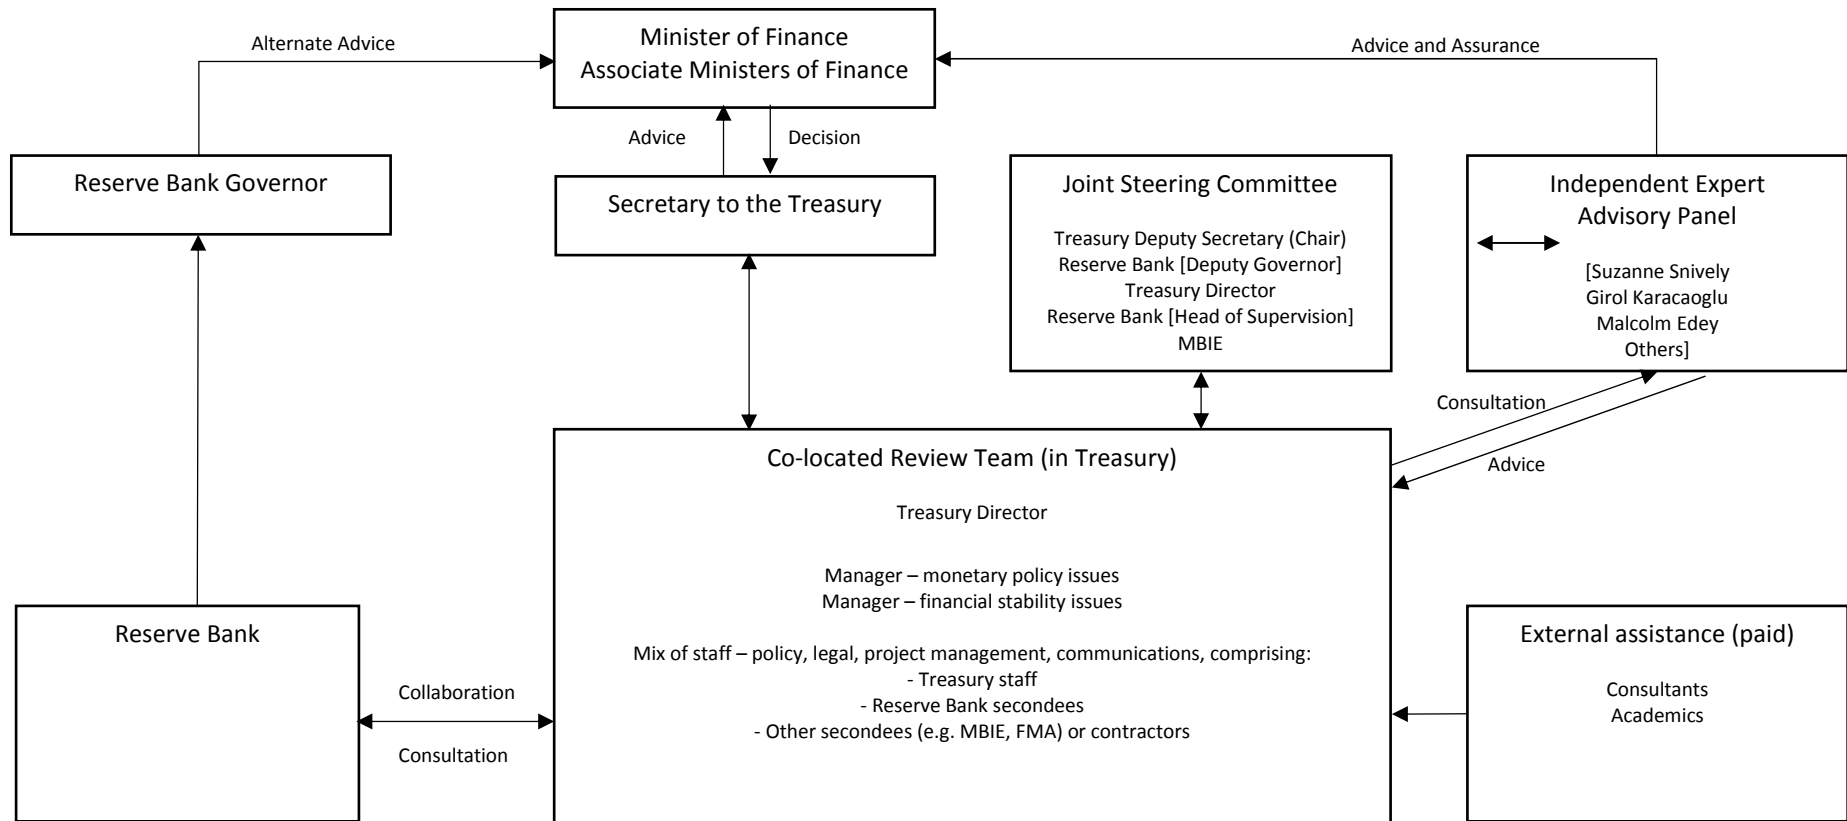 Alternate Advice
Minister of Finance
Associate Ministers of Finance
Advice and Assurance
Advice
Decision
Reserve Bank Governor
Secretary to the Treasury
Joint Steering Committee
Treasury Deputy Secretary (Chair)
Reserve Bank [Deputy Governor]
Treasury Director
Reserve Bank [Head of Supervision]
MBIE
Independent Expert
Advisory Panel
[Suzanne Snively
Girol Karacaoglu
Malcolm Edey
Others]
Consultation
Advice
Co-located Review Team (in Treasury)
Treasury Director
Manager – monetary policy issues
Manager – financial stability issues
Mix of staff – policy, legal, project management, communications, comprising:
- Treasury staff
- Reserve Bank secondees
- Other secondees (e.g. MBIE, FMA) or contractors
Reserve Bank
Collaboration
Consultation
External assistance (paid)
Consultants
Academics